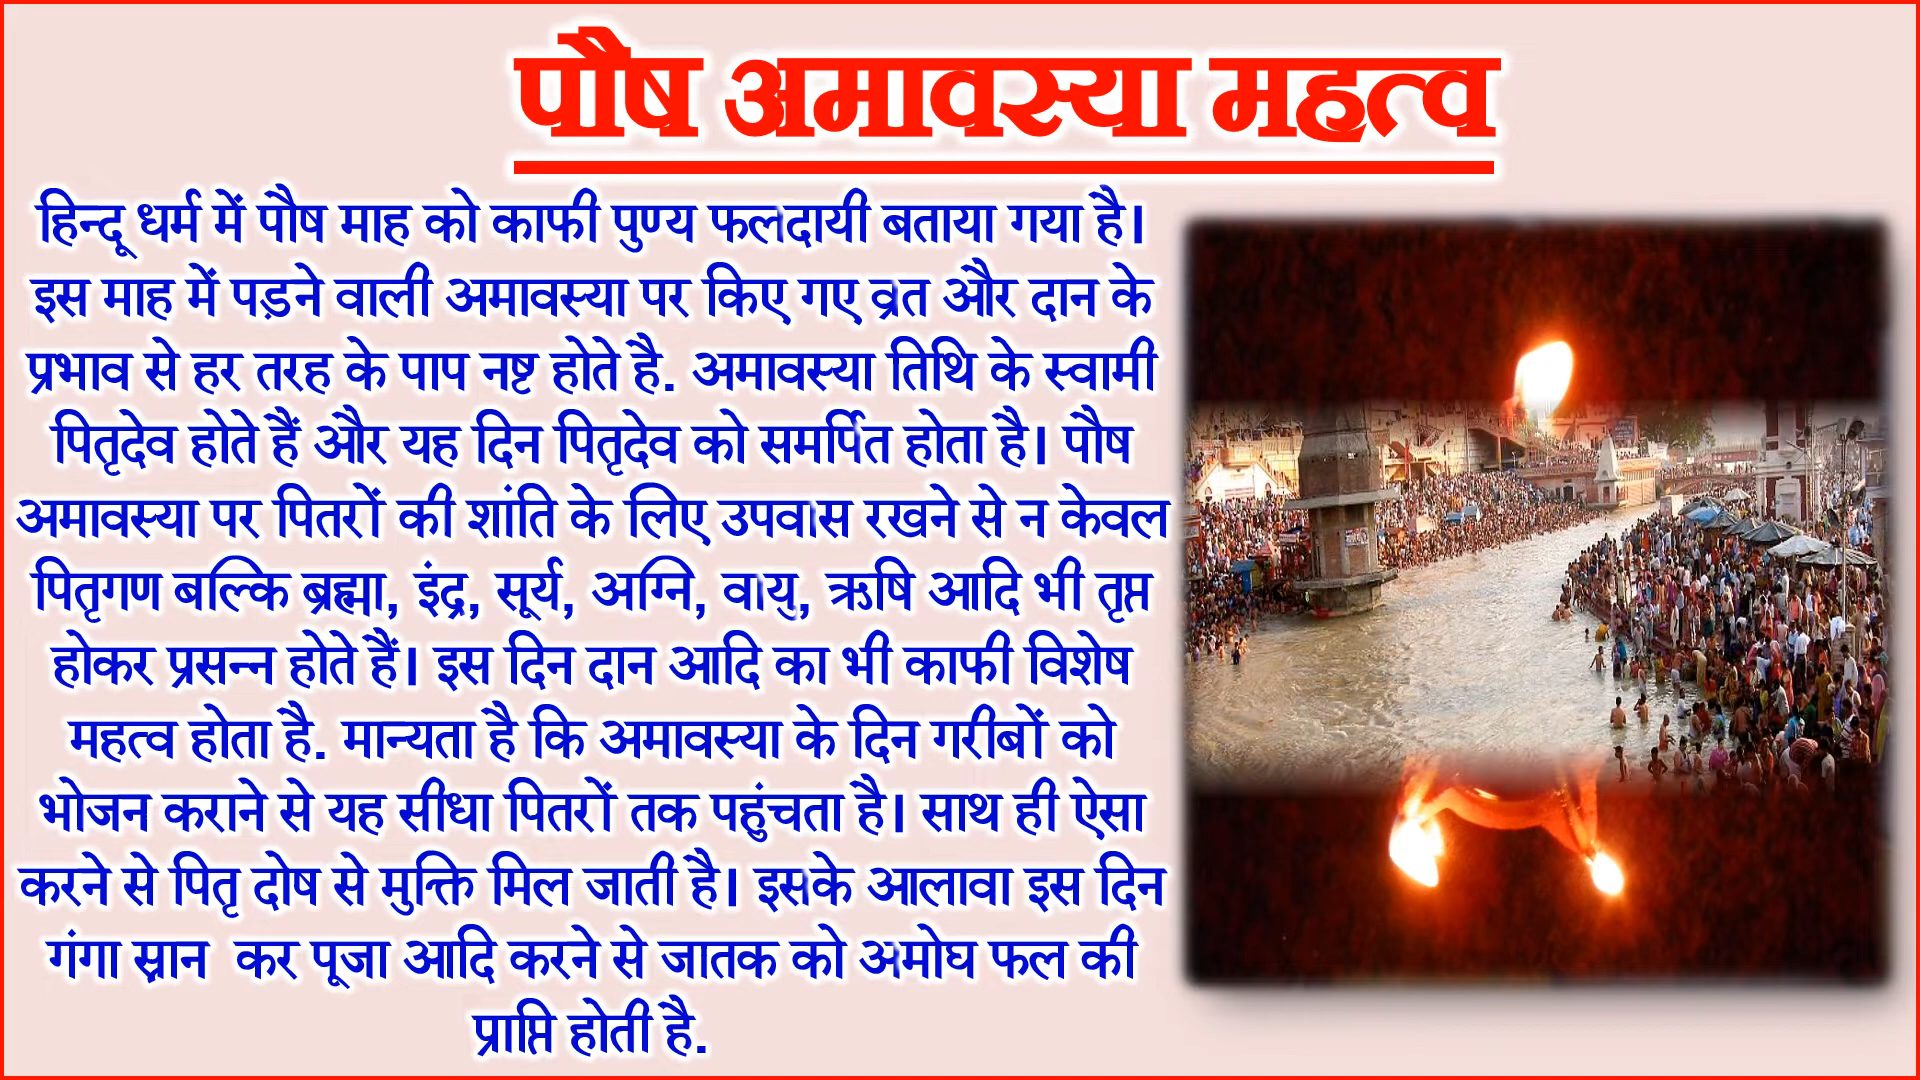 पौष अमावस्या महत्व
हिन्दू धर्म में पौष माह को काफी पुण्य फलदायी बताया गया है।
इस माह में पड़ने वाली अमावस्या पर किए गए व्रत और दान के
प्रभाव से हर तरह के पाप नष्ट होते है. अमावस्या तिथि के स्वामी
पितृदेव होते हैं और यह दिन पितृदेव को समर्पित होता है। पौष
अमावस्या पर पितरों की शांति के लिए उपवास रखने से न केवल
पितृगण बल्कि ब्रह्मा, इंद्र, सूर्य, अग्नि, वायु, ऋषि आदि भी तृप्त
होकर प्रसन्न होते हैं। इस दिन दान आदि का भी काफी विशेष
महत्व होता है. मान्यता है कि अमावस्या के दिन गरीबों को
भोजन कराने से यह सीधा पितरों तक पहुंचता है। साथ ही ऐसा
करने से पितृ दोष से मुक्ति मिल जाती है। इसके आलावा इस दिन
गंगा स्नान कर पूजा आदि करने से जातक को अमोघ फल की
प्राप्ति होती है.